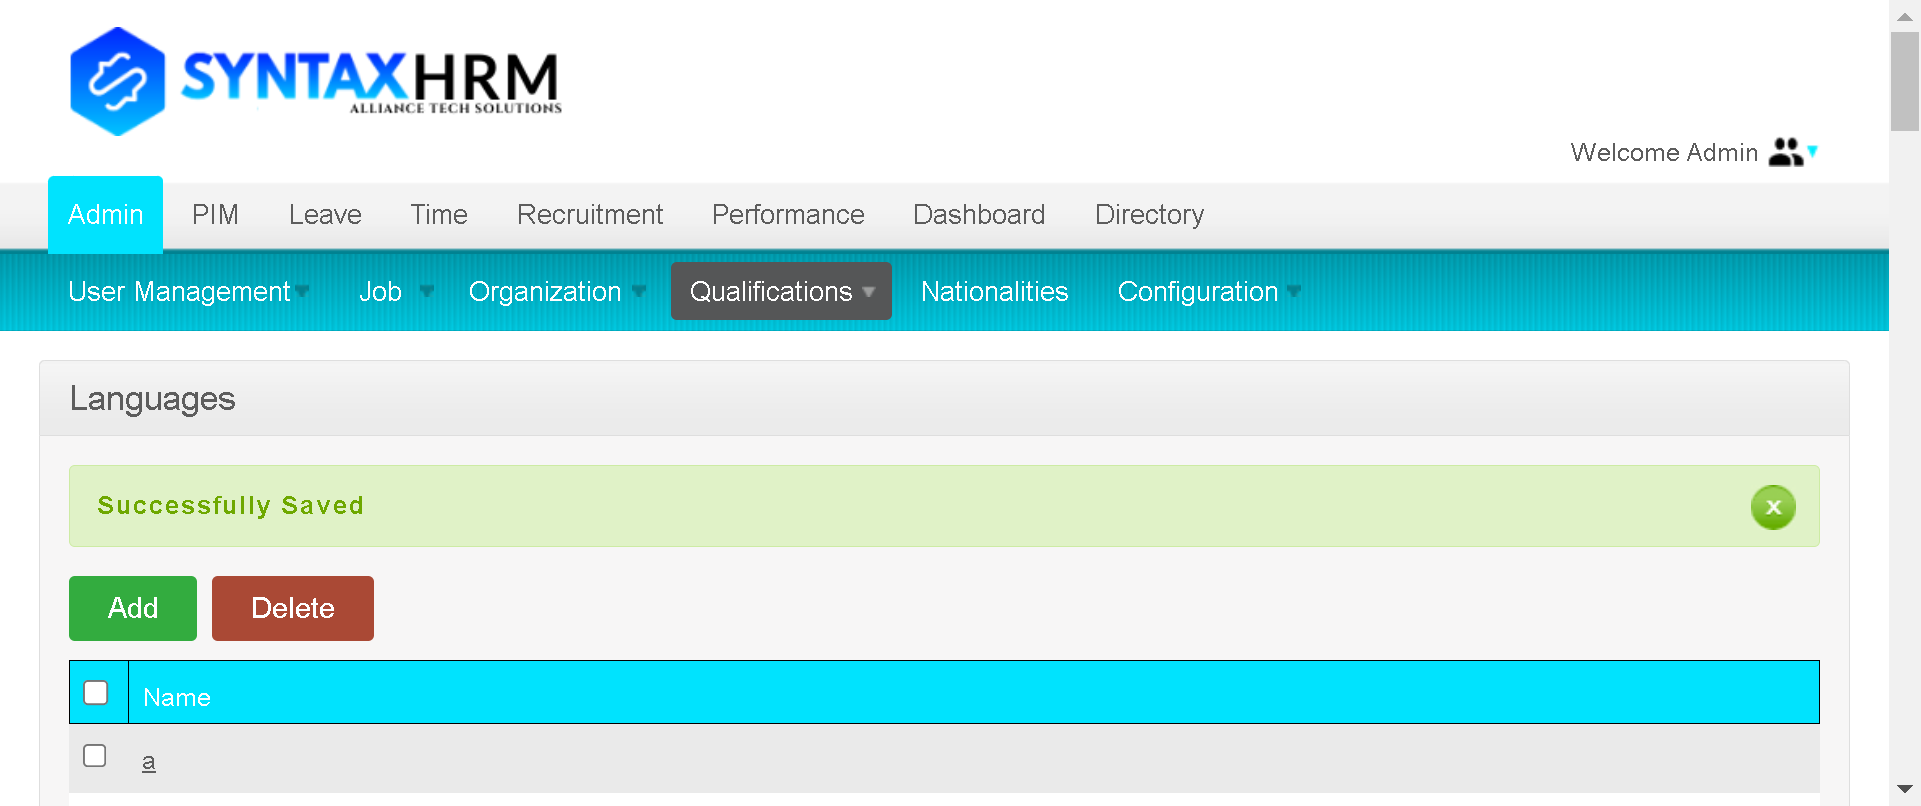 SYNTAXHRM
ALLIANCE TECH SOLUTIONS
Welcome Admin
Admin PIM Leave Time Recruitment Performance Dashboard Directory
User Management Job Organization Qualifications Nationalities Configuration
Languages
Successfully Saved
x
Add Delete
Name
a